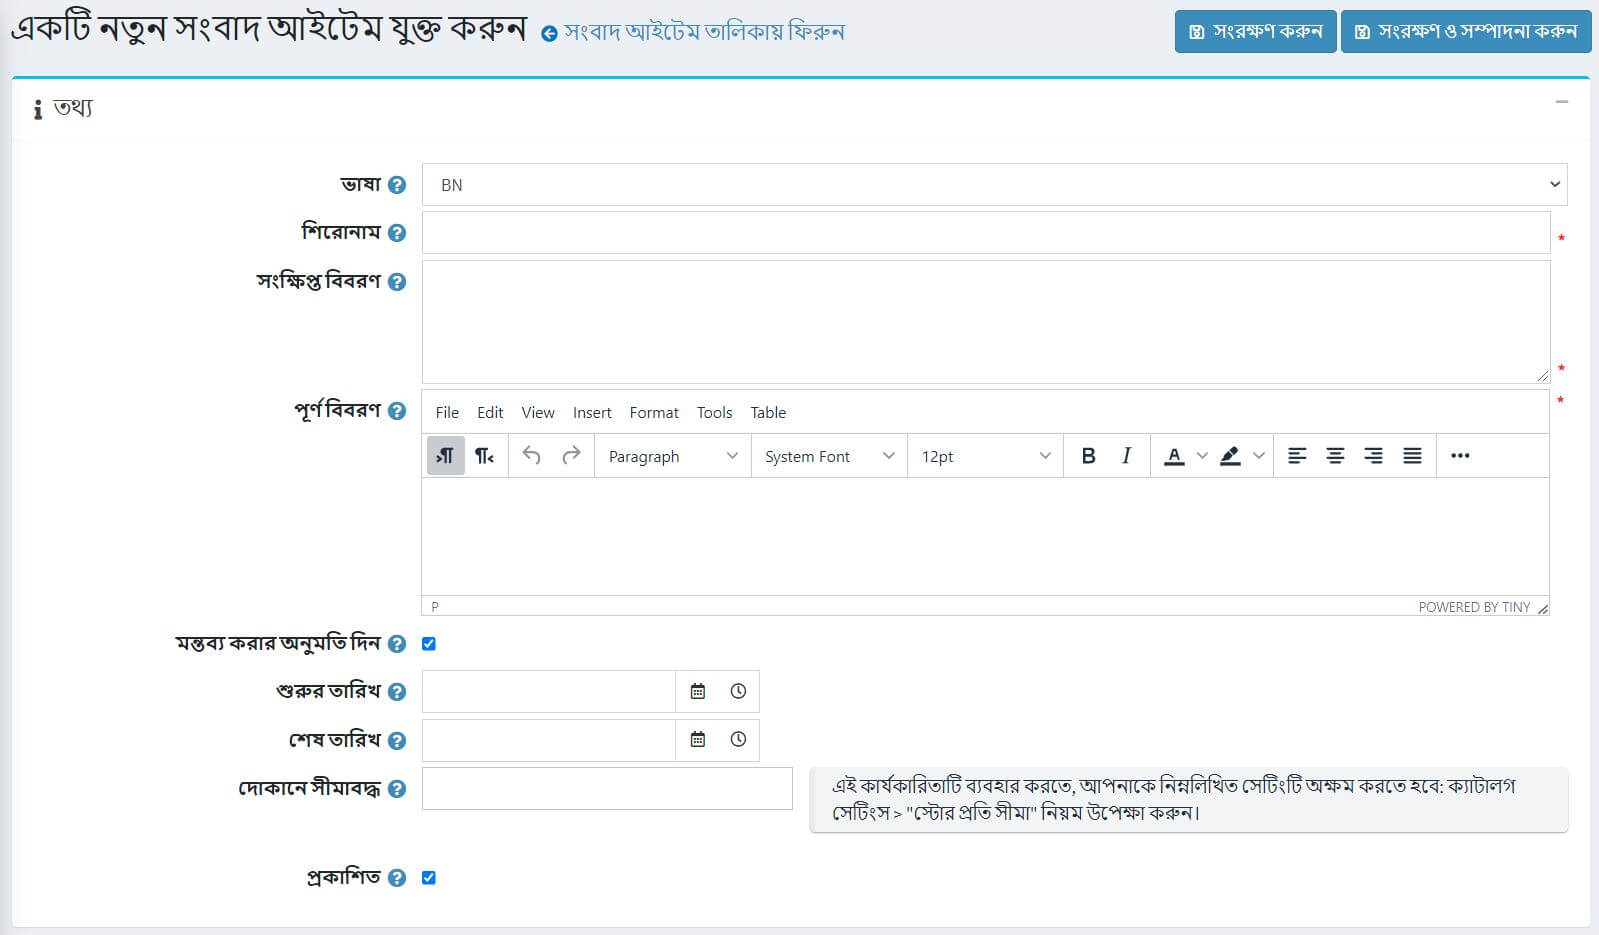 একটি নতুন সংবাদ আইটেম যুক্ত করুন সংবাদ আইটেম তালিকায় ফিরুন
সংরক্ষণ করুন সংরক্ষণ ও সম্পাদনা করুন
তথ্য
ভাষা BN
শিরোনাম *
সংক্ষিপ্ত বিবরণ
*
পূর্ণ বিবরণ File Edit View Insert Format Tools Table *
Paragraph System Font 12pt B I A
P POWERED BY TINY
মন্তব্য করার অনুমতি দিন
শুরুর তারিখ
শেষ তারিখ
দোকানে সীমাবদ্ধ
এই কার্যকারিতাটি ব্যবহার করতে, আপনাকে নিম্নলিখিত সেটিংটি অক্ষম করতে হবে: ক্যাটালগ
সেটিংস > "স্টোর প্রতি সীমা" নিয়ম উপেক্ষা করুন।
প্রকাশিত